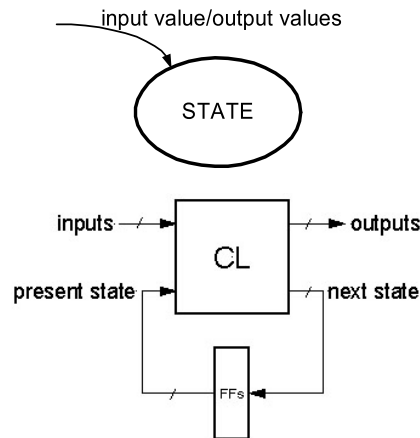 input value/output values
STATE
inputs
outputs
CL
present state
next state
FFs